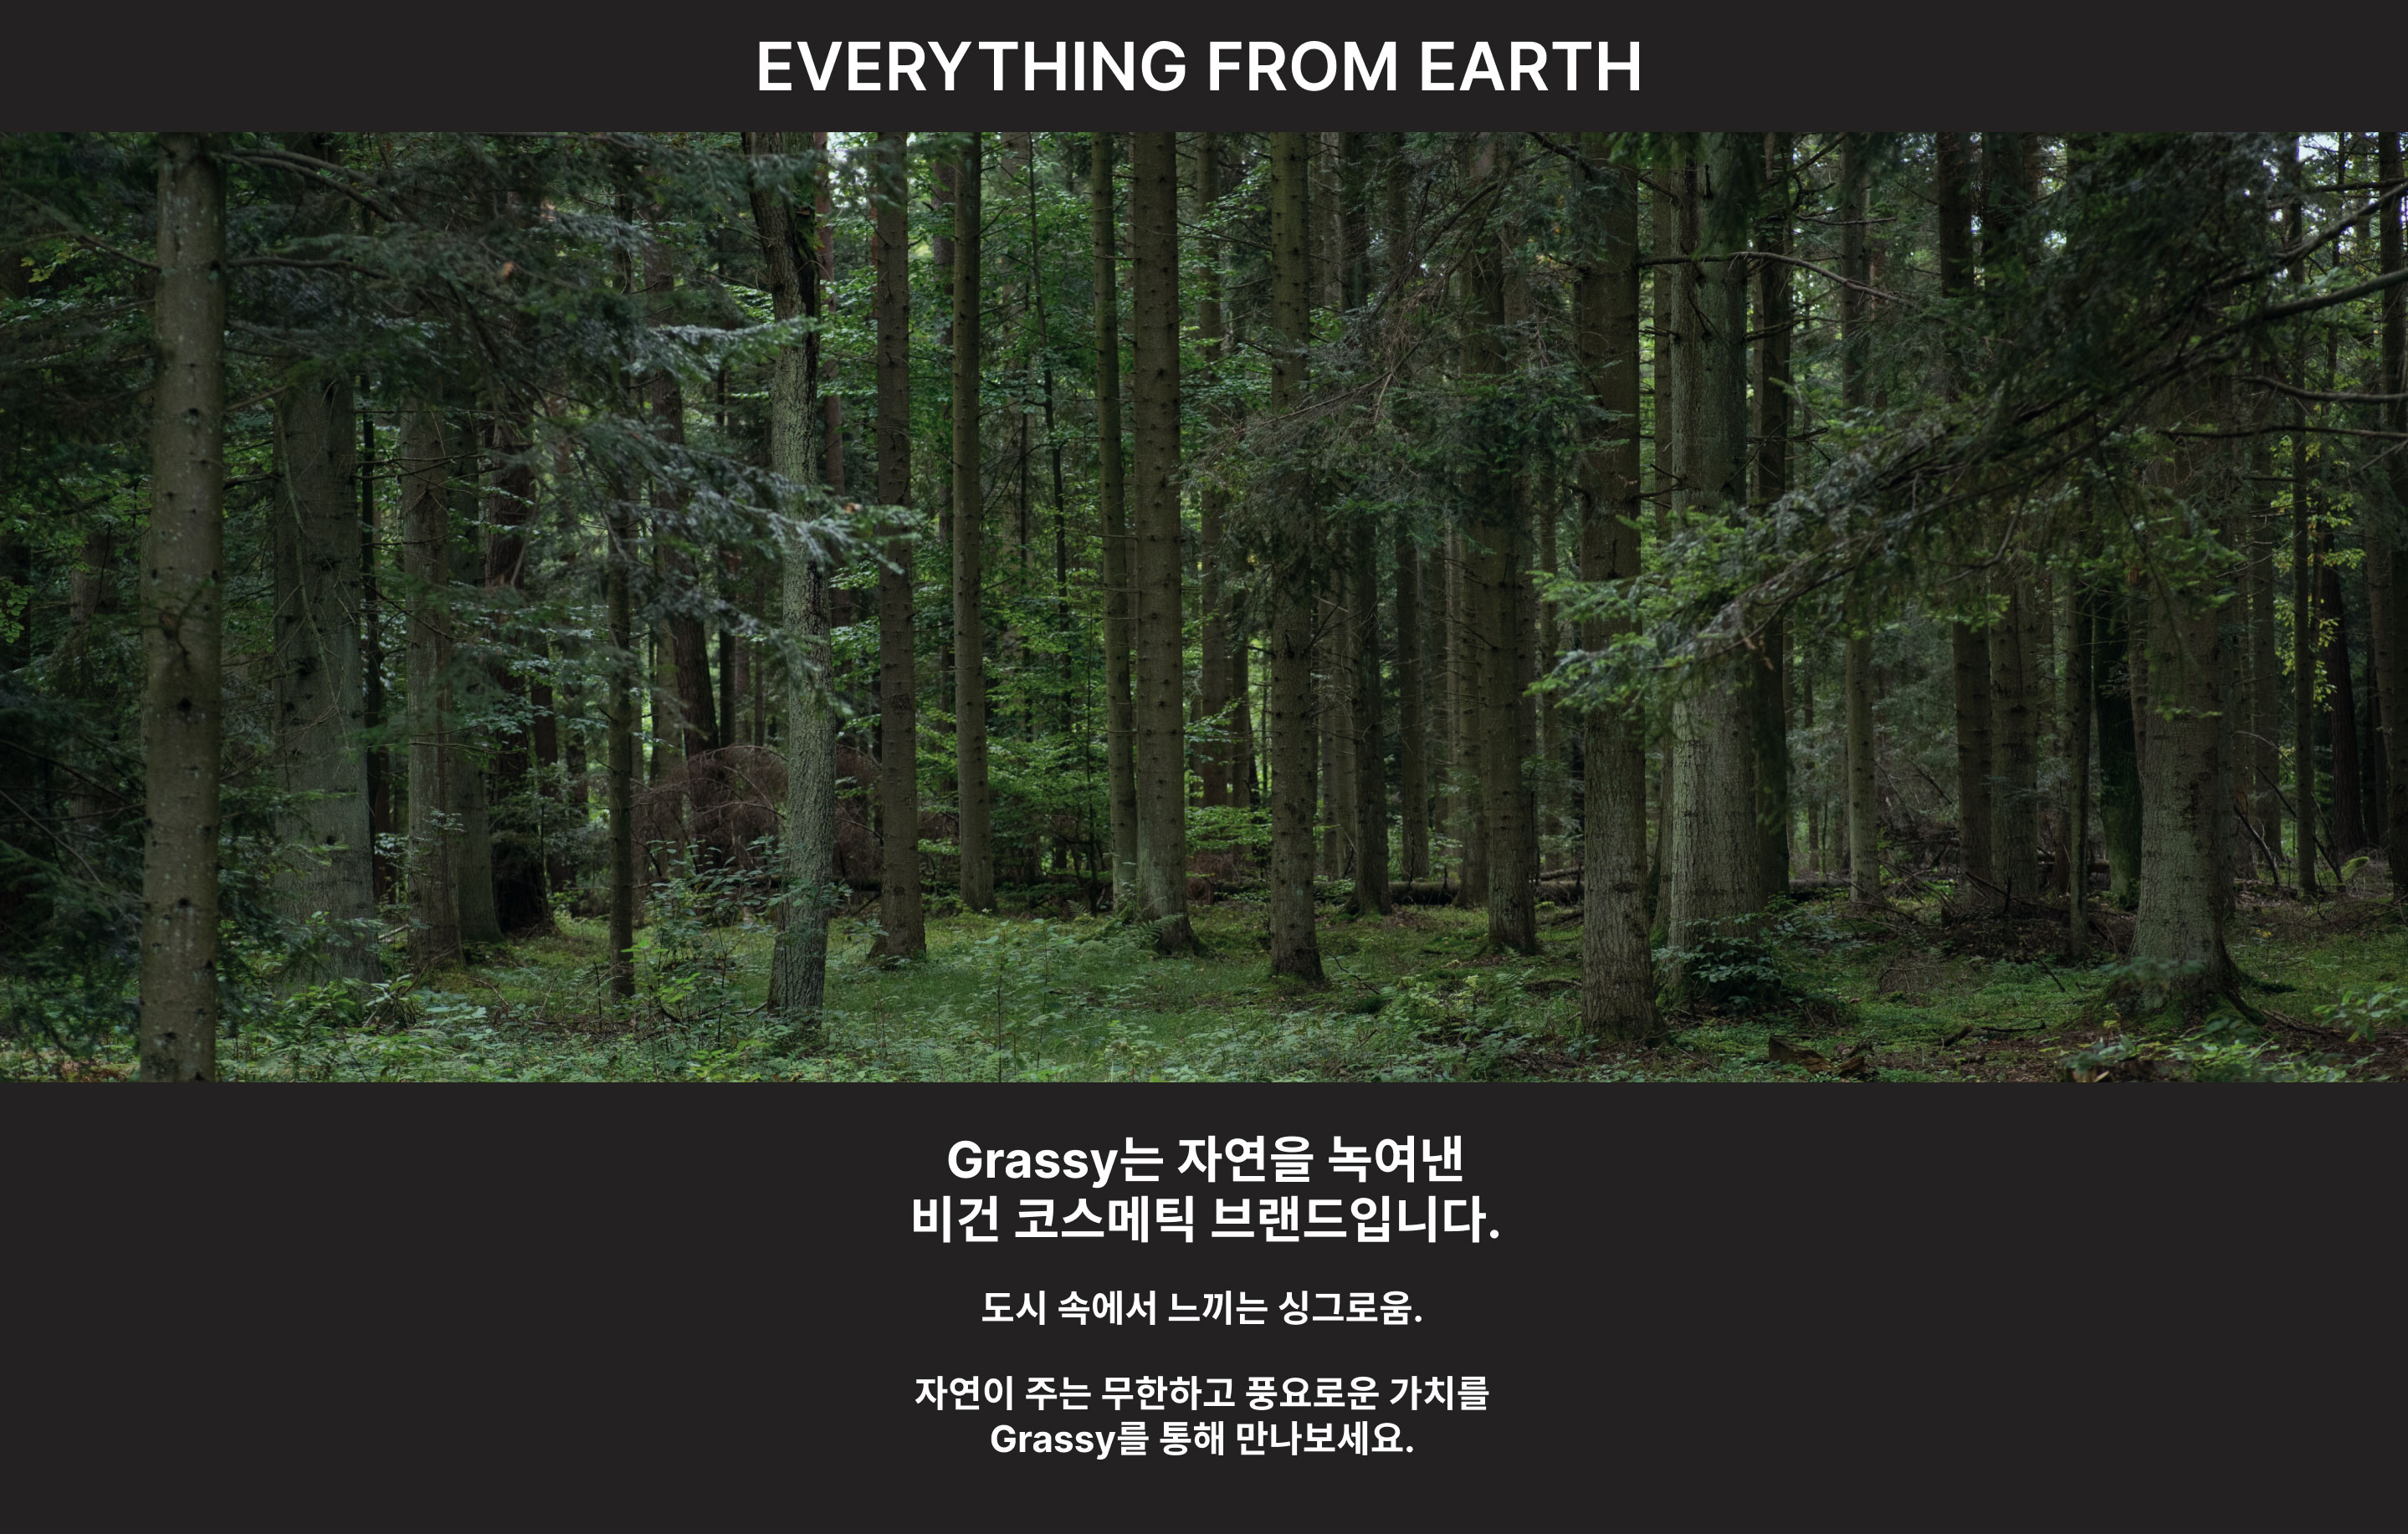 EVERYTHING FROM EARTH
Grassy는 자연을 녹여낸
비건 코스메틱 브랜드입니다.
도시 속에서 느끼는 싱그로움.
자연이 주는 무한하고 풍요로운 가치를
Grassy를 통해 만나보세요.